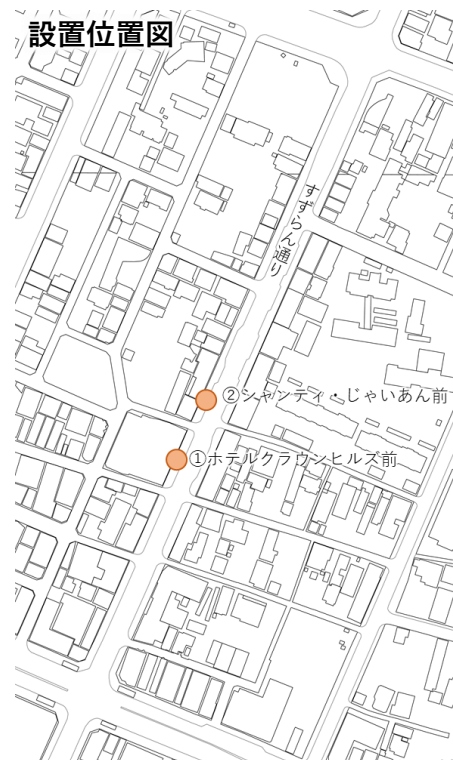 設置位置図
すずらん通り
②シャンティ・じゃいあん前
①ホテルクラウンヒルズ前